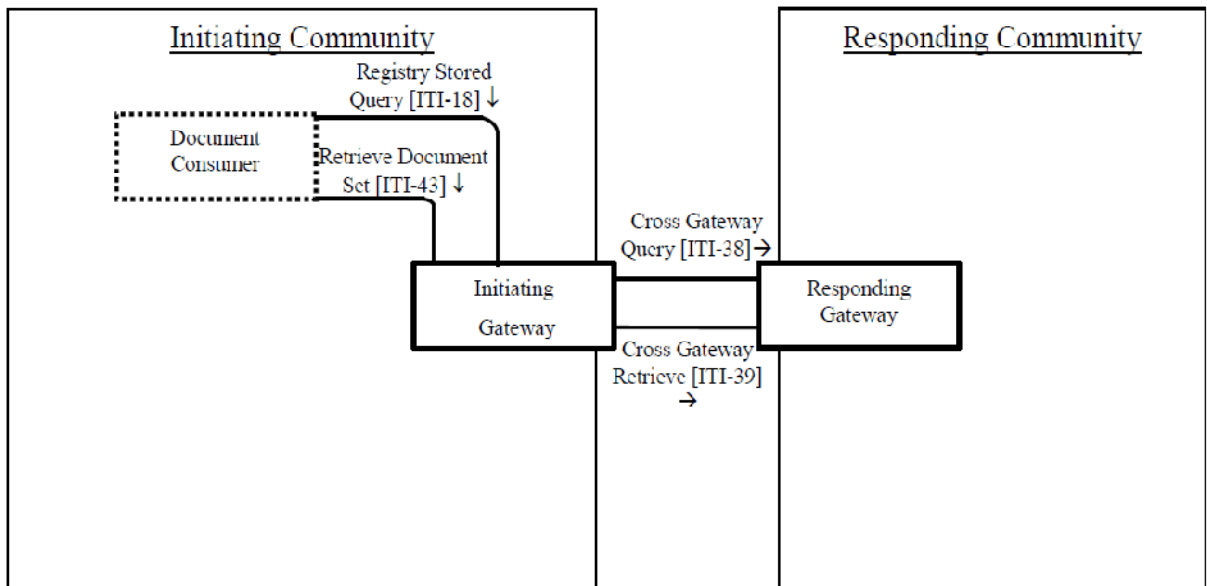 Initiating Community
Responding Community
Registry Stored
Query [ITI-18] ↓
Document
Consumer
Retrieve Document
Set [ITI-43] ↓
Cross Gateway
Query [ITI-38]→
Initiating
Gateway
Responding
Gateway
Cross Gateway
Retrieve [ITI-39]
→